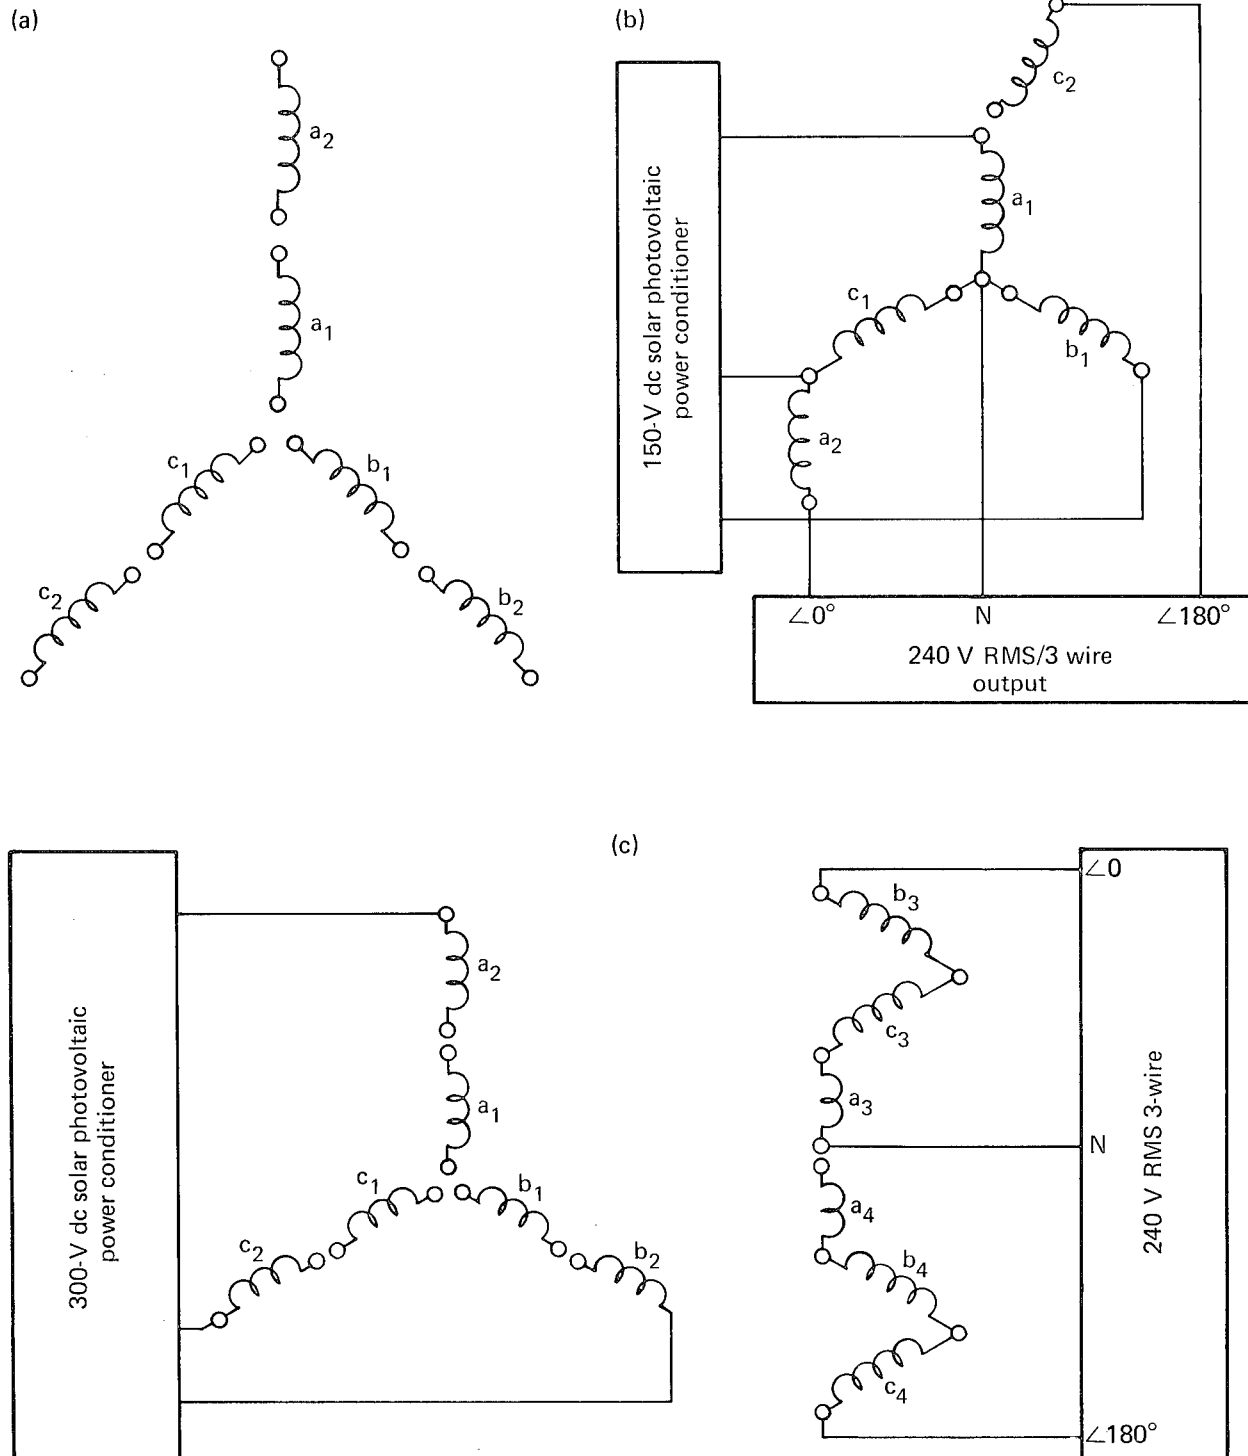 (a)
a2
a1
c1
b1
c2
b2
(b)
150-V dc solar photovoltaic
power conditioner
c2
a1
c1
b1
a2
∠0°
N
∠180°
240 V RMS/3 wire
output
(c)
300-V dc solar photovoltaic
power conditioner
a2
a1
c1
b1
c2
b2
∠0
b3
c3
a3
N
a4
b4
c4
∠180°
240 V RMS 3-wire